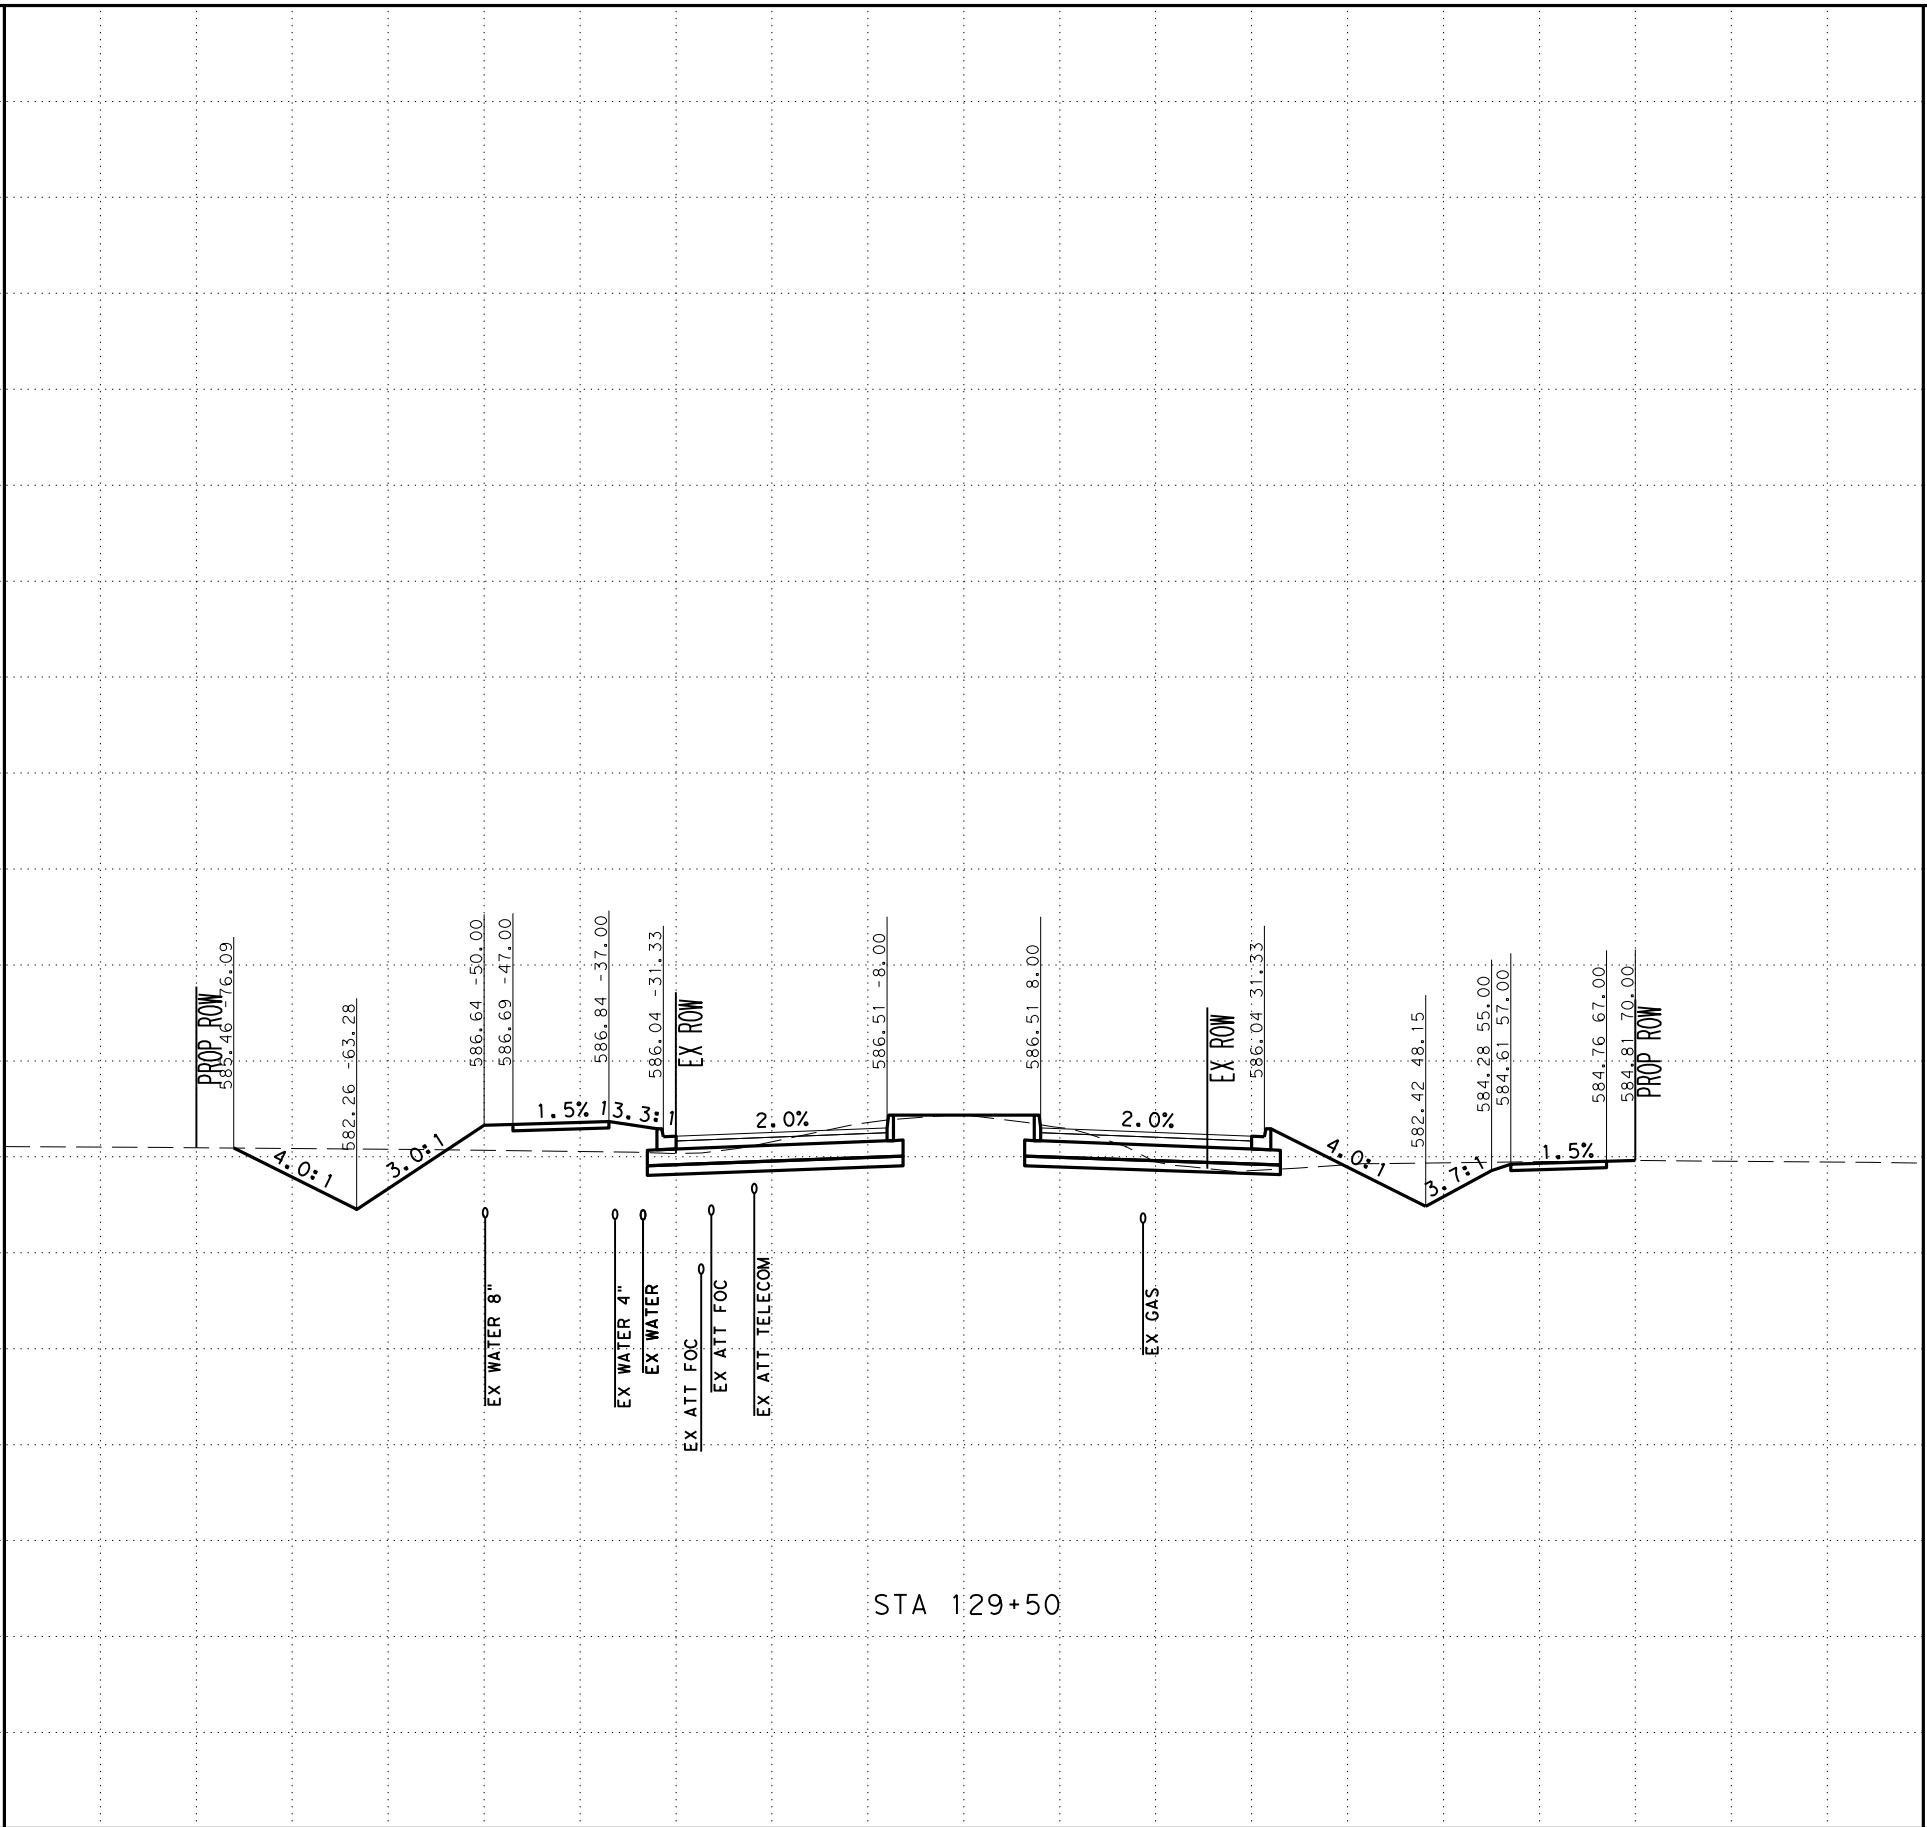 PROP ROW
585.46 -76.09
582.26 -63.28
586.64 -50.00
586.69 -47.00
586.84 -37.00
586.04 -31.33
EX ROW
586.51 -8.00
586.51 8.00
EX ROW
586.04 31.33
582.42 48.15
584.28 55.00
584.61 57.00
584.76 67.00
584.81 70.00
PROP ROW
4.0:1
3.0:1
1.5%
13.3:1
2.0%
2.0%
4.0:1
3.7:1
1.5%
EX WATER 8"
EX WATER 4"
EX WATER
EX ATT FOC
EX ATT FOC
EX ATT TELECOM
EX GAS
STA 129+50